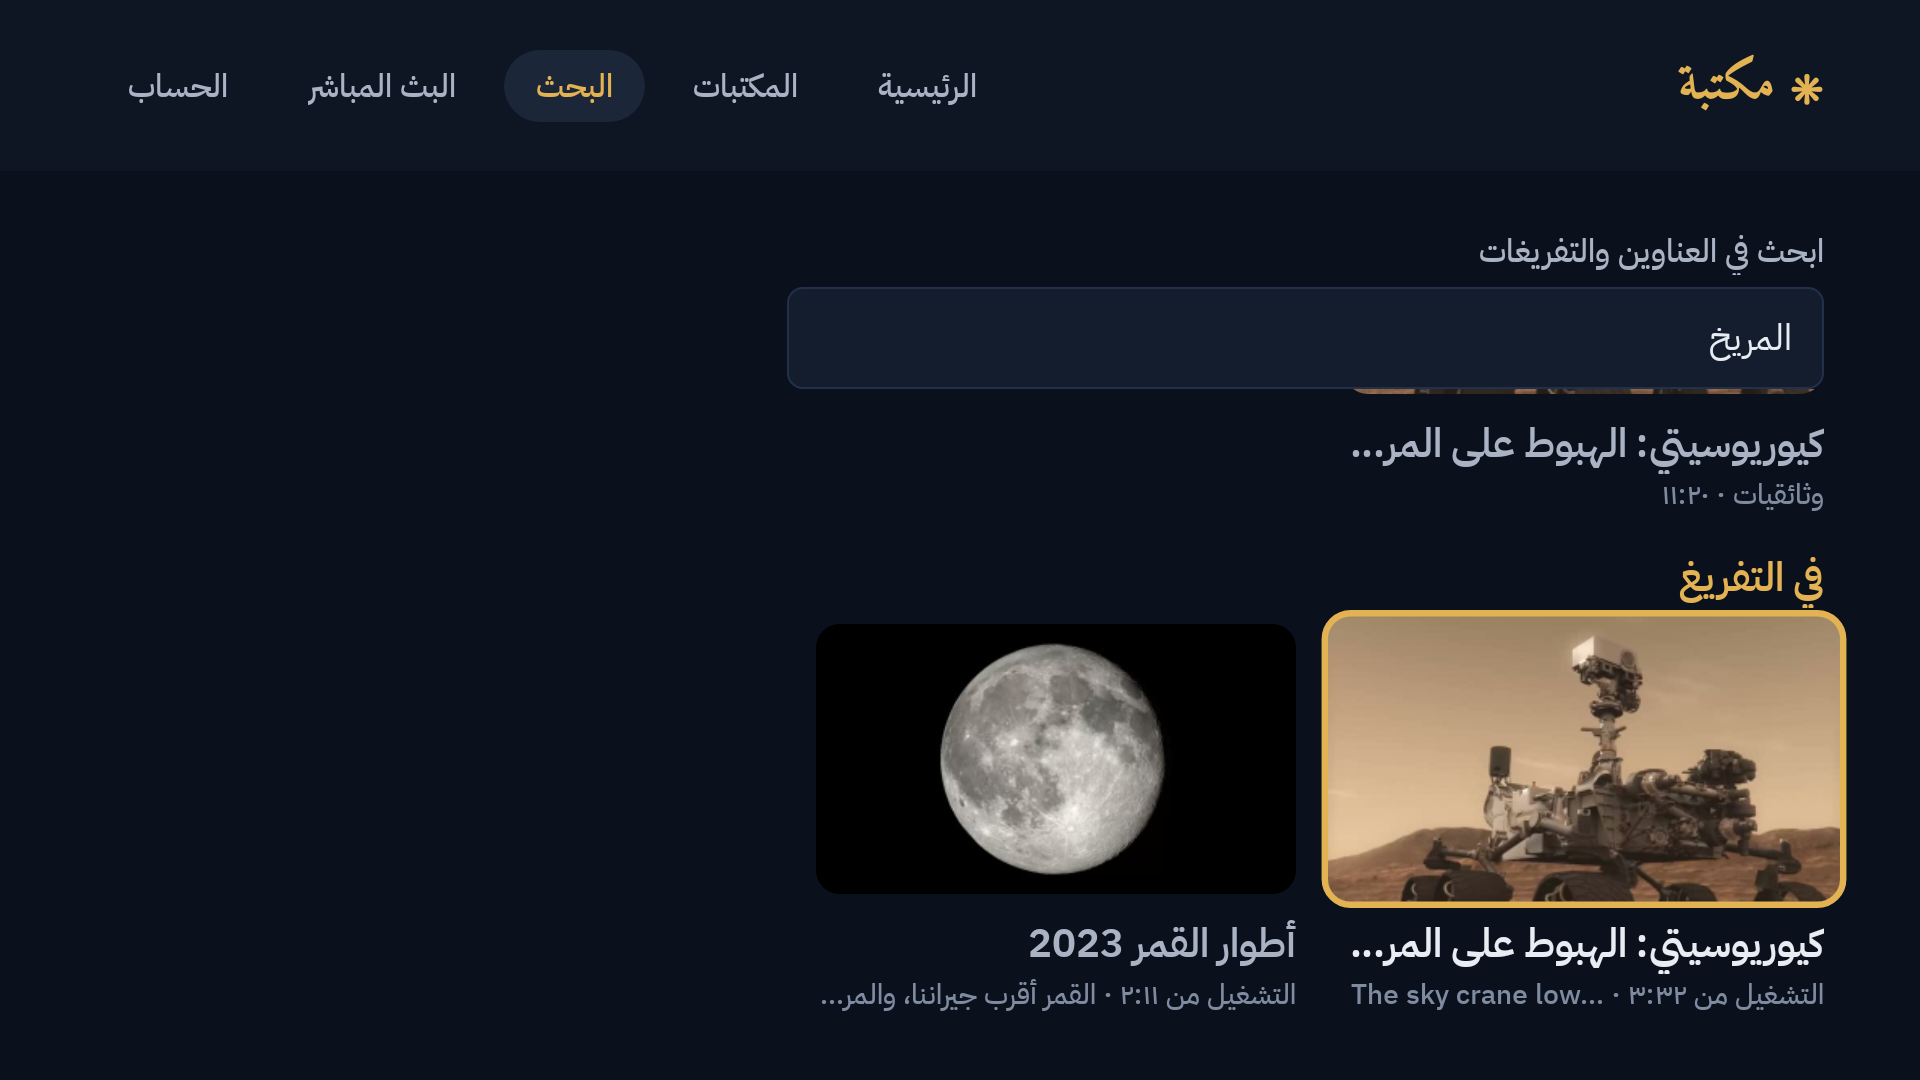 مكتبة
الرئيسية
المكتبات
البحث
البث المباشر
الحساب
ابحث في العناوين والتفريغات
المريخ
كيوريوسيتي: الهبوط على المر...
وثائقيات · ١١:٢٠
في التفريغ
كيوريوسيتي: الهبوط على المر...
التشغيل من ٣:٣٢ · The sky crane low...
أطوار القمر 2023
التشغيل من ٢:١١ · القمر أقرب جيراننا، والمر...